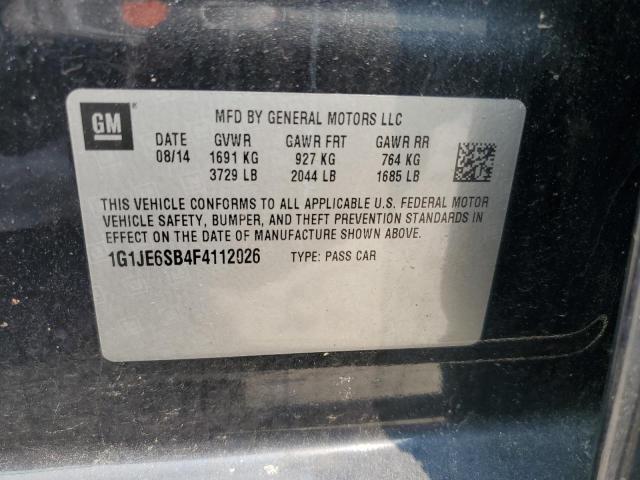 GM
MFD BY GENERAL MOTORS LLC
DATE GVWR GAWR FRT GAWR RR
08/14 1691 KG 927 KG 764 KG
3729 LB 2044 LB 1685 LB
THIS VEHICLE CONFORMS TO ALL APPLICABLE U.S. FEDERAL MOTOR
VEHICLE SAFETY, BUMPER, AND THEFT PREVENTION STANDARDS IN
EFFECT ON THE DATE OF MANUFACTURE SHOWN ABOVE.
1G1JE6SB4F4112026 TYPE: PASS CAR